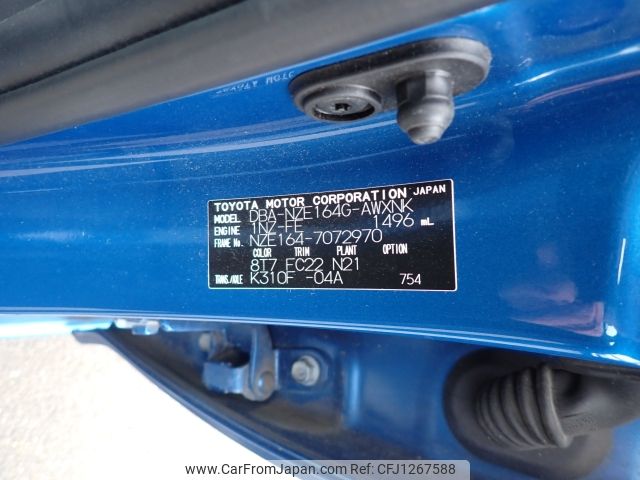 TOYOTA MOTOR CORPORATION JAPAN
MODEL DBA-NZE164G-AWXNK
ENGINE 1NZ-FE 1496 mL
FRAME No. NZE164-7072970
COLOR TRIM PLANT OPTION
8T7 FC22 N21
TRANS./AXLE K310F -04A 754
www.CarFromJapan.com - Ref#CFJ1267588